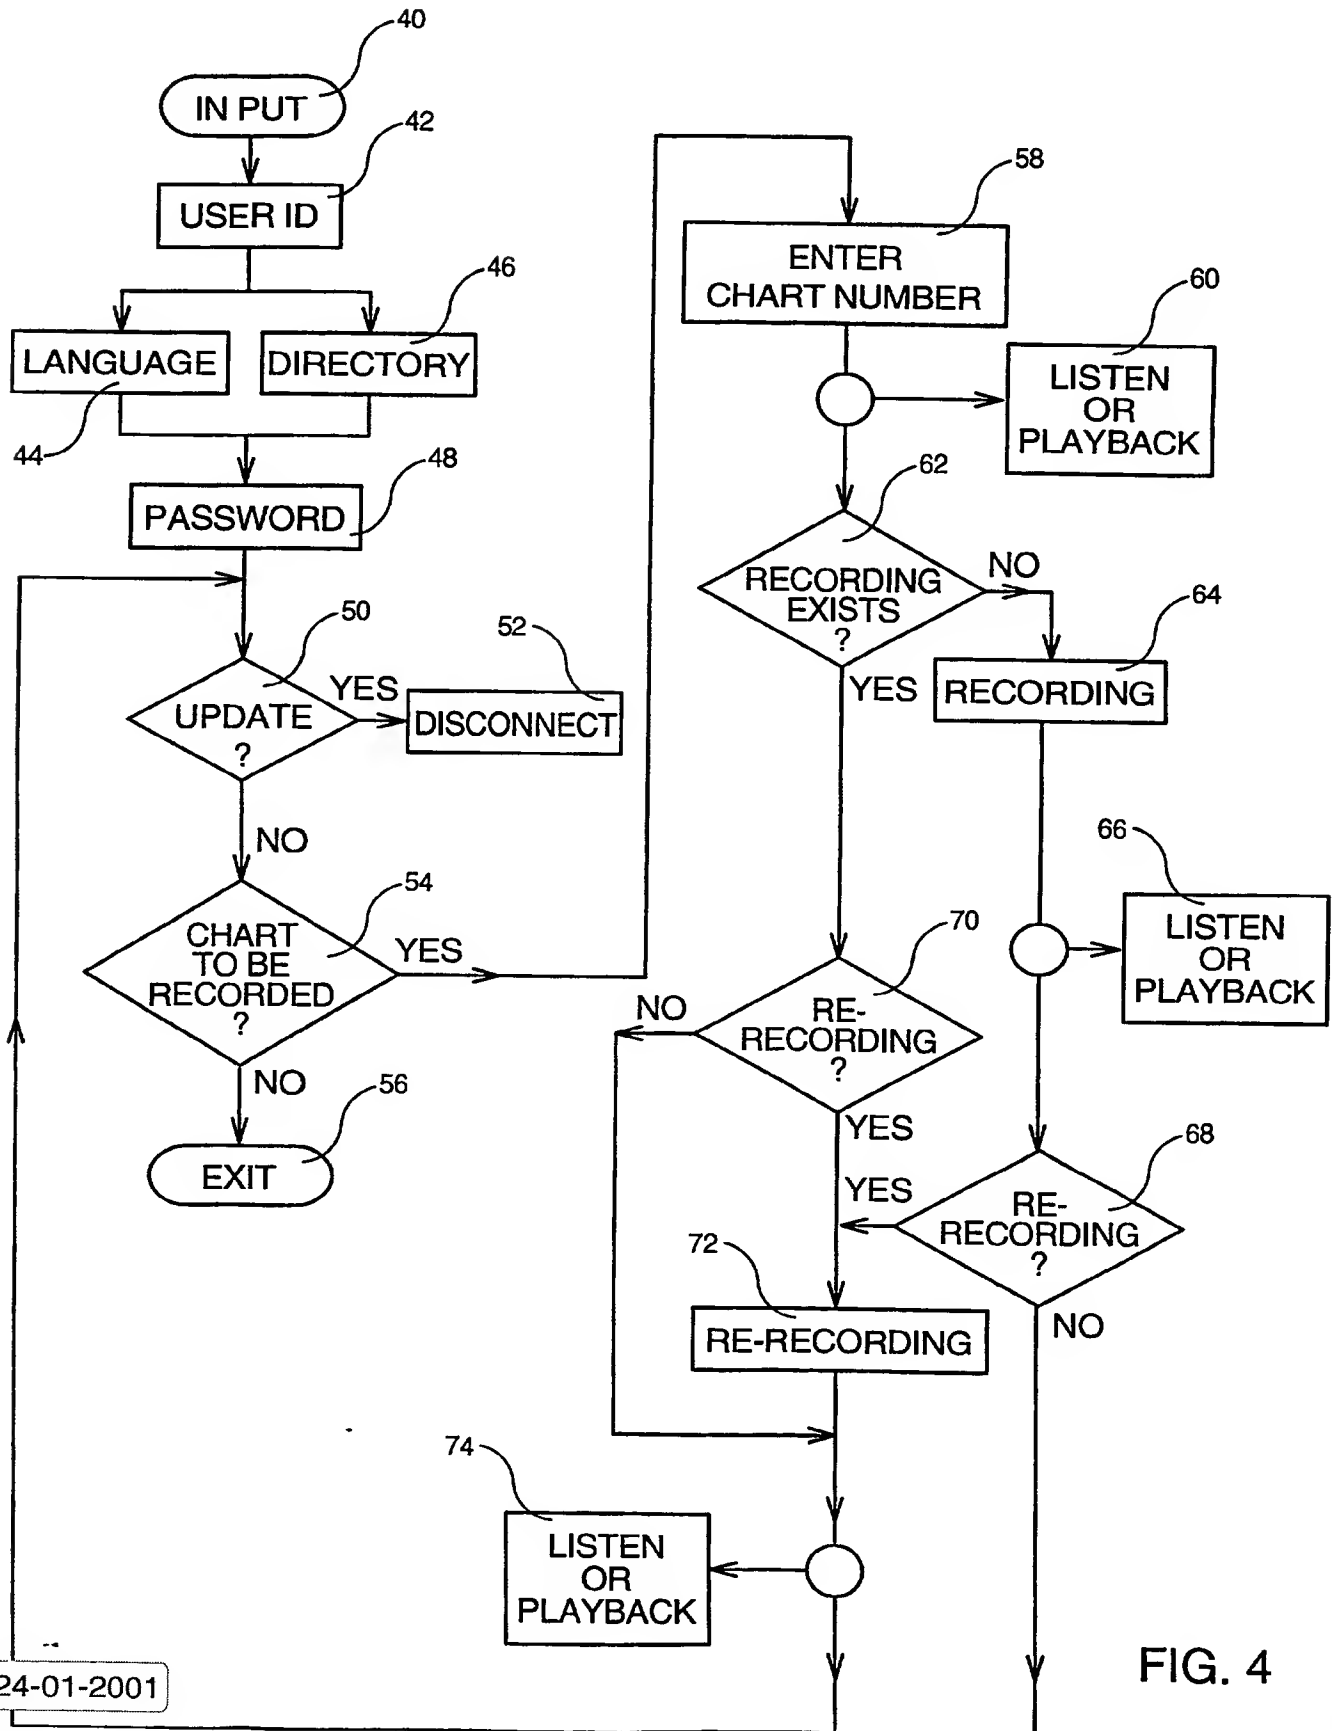 40
IN PUT
42
USER ID
46
LANGUAGE
DIRECTORY
44
48
PASSWORD
50
52
UPDATE
?
YES
DISCONNECT
NO
54
CHART
TO BE
RECORDED
?
YES
NO
56
EXIT
58
ENTER
CHART NUMBER
60
LISTEN
OR
PLAYBACK
62
RECORDING
EXISTS
?
NO
64
YES
RECORDING
66
LISTEN
OR
PLAYBACK
70
NO
RE-
RECORDING
?
YES
68
YES
RE-
RECORDING
?
72
NO
RE-RECORDING
74
LISTEN
OR
PLAYBACK
FIG. 4
24-01-2001